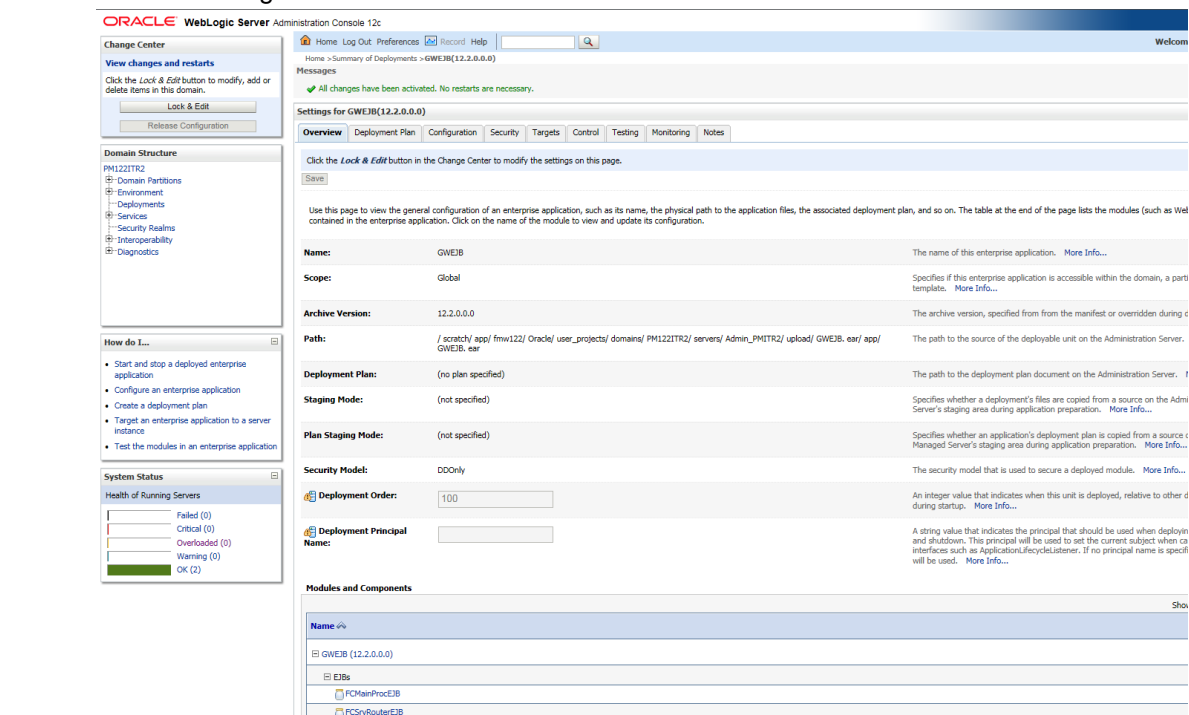 ORACLE WebLogic Server Administration Console 12c
Change Center
View changes and restarts
Click the Lock & Edit button to modify, add or
delete items in this domain.
Lock & Edit
Release Configuration
Domain Structure
PM122ITR2
Domain Partitions
Environment
Deployments
Services
Security Realms
Interoperability
Diagnostics
How do I...
Start and stop a deployed enterprise
application
Configure an enterprise application
Create a deployment plan
Target an enterprise application to a server
instance
Test the modules in an enterprise application
System Status
Health of Running Servers
Failed (0)
Critical (0)
Overloaded (0)
Warning (0)
OK (2)
Home Log Out Preferences Record Help
Welcom
Home >Summary of Deployments >GWEJB(12.2.0.0.0)
Messages
All changes have been activated. No restarts are necessary.
Settings for GWEJB(12.2.0.0.0)
Overview Deployment Plan Configuration Security Targets Control Testing Monitoring Notes
Click the Lock & Edit button in the Change Center to modify the settings on this page.
Save
Use this page to view the general configuration of an enterprise application, such as its name, the physical path to the application files, the associated deployment plan, and so on. The table at the end of the page lists the modules (such as Web
contained in the enterprise application. Click on the name of the module to view and update its configuration.
Name: GWEJB The name of this enterprise application. More Info...
Scope: Global Specifies if this enterprise application is accessible within the domain, a parti
template. More Info...
Archive Version: 12.2.0.0.0 The archive version, specified from from the manifest or overridden during d
Path: / scratch/ app/ fmw122/ Oracle/ user_projects/ domains/ PM122ITR2/ servers/ Admin_PMITR2/ upload/ GWEJB. ear/ app/ The path to the source of the deployable unit on the Administration Server.
GWEJB. ear
Deployment Plan: (no plan specified) The path to the deployment plan document on the Administration Server.
Staging Mode: (not specified) Specifies whether a deployment's files are copied from a source on the Admi
Server's staging area during application preparation. More Info...
Plan Staging Mode: (not specified) Specifies whether an application's deployment plan is copied from a source o
Managed Server's staging area during application preparation. More Info...
Security Model: DDOnly The security model that is used to secure a deployed module. More Info...
Deployment Order: 100 An integer value that indicates when this unit is deployed, relative to other d
during startup. More Info...
Deployment Principal A string value that indicates the principal that should be used when deployin
Name: and shutdown. This principal will be used to set the current subject when ca
interfaces such as ApplicationLifecycleListener. If no principal name is specifi
will be used. More Info...
Modules and Components
Show
Name
GWEJB (12.2.0.0.0)
EJBs
FCMainProcEJB
FCSrvRouterEJB